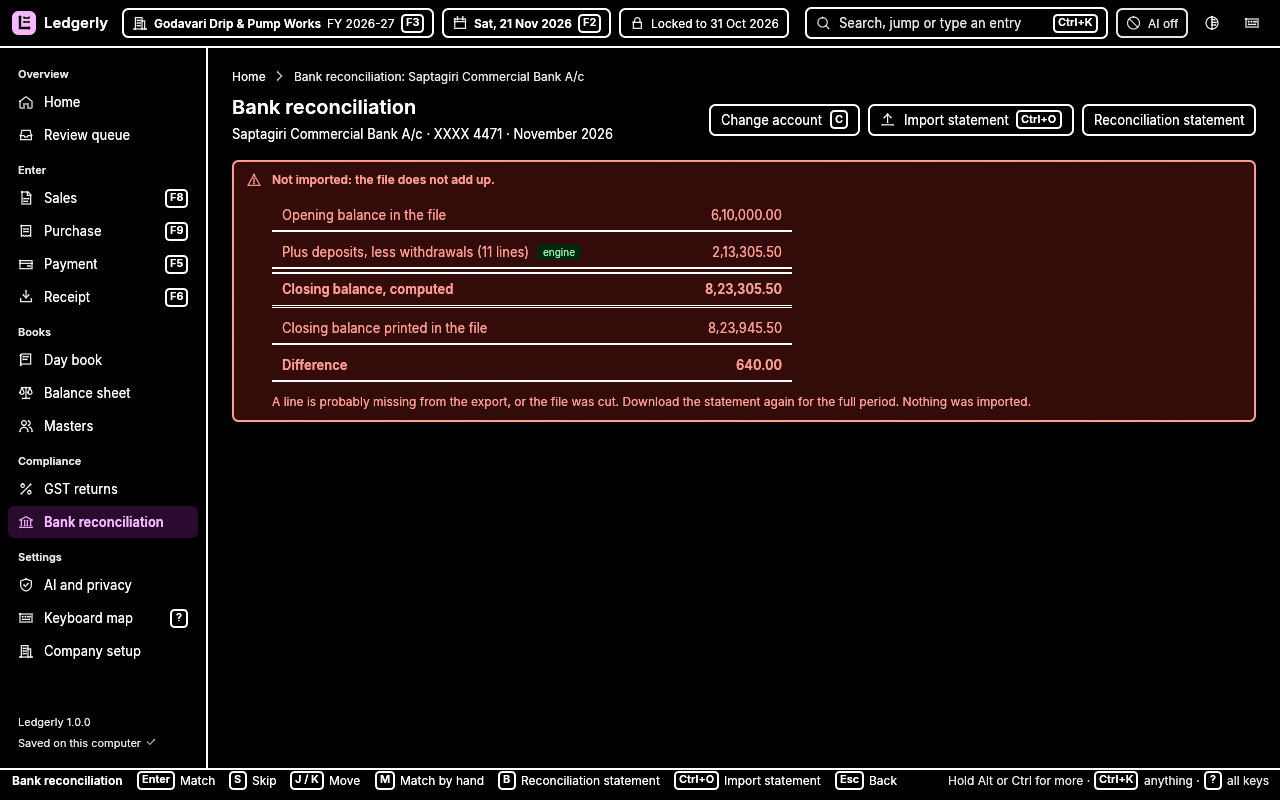 Ledgerly
Godavari Drip & Pump Works FY 2026-27 F3
Sat, 21 Nov 2026 F2
Locked to 31 Oct 2026
Search, jump or type an entry Ctrl+K
AI off
Overview
Home
Review queue
Enter
Sales F8
Purchase F9
Payment F5
Receipt F6
Books
Day book
Balance sheet
Masters
Compliance
GST returns
Bank reconciliation
Settings
AI and privacy
Keyboard map ?
Company setup
Ledgerly 1.0.0
Saved on this computer
Home > Bank reconciliation: Saptagiri Commercial Bank A/c
Bank reconciliation
Saptagiri Commercial Bank A/c · XXXX 4471 · November 2026
Change account C
Import statement Ctrl+O
Reconciliation statement
Not imported: the file does not add up.
Opening balance in the file 6,10,000.00
Plus deposits, less withdrawals (11 lines) engine 2,13,305.50
Closing balance, computed 8,23,305.50
Closing balance printed in the file 8,23,945.50
Difference 640.00
A line is probably missing from the export, or the file was cut. Download the statement again for the full period. Nothing was imported.
Bank reconciliation Enter Match S Skip J / K Move M Match by hand B Reconciliation statement Ctrl+O Import statement Esc Back Hold Alt or Ctrl for more · Ctrl+K anything · ? all keys